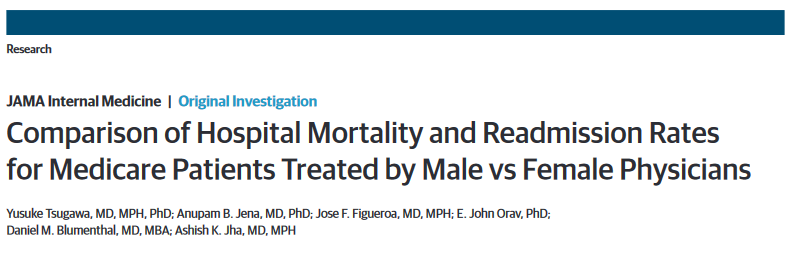 Research
JAMA Internal Medicine | Original Investigation
Comparison of Hospital Mortality and Readmission Rates
for Medicare Patients Treated by Male vs Female Physicians
Yusuke Tsugawa, MD, MPH, PhD; Anupam B. Jena, MD, PhD; Jose F. Figueroa, MD, MPH; E. John Orav, PhD;
Daniel M. Blumenthal, MD, MBA; Ashish K. Jha, MD, MPH